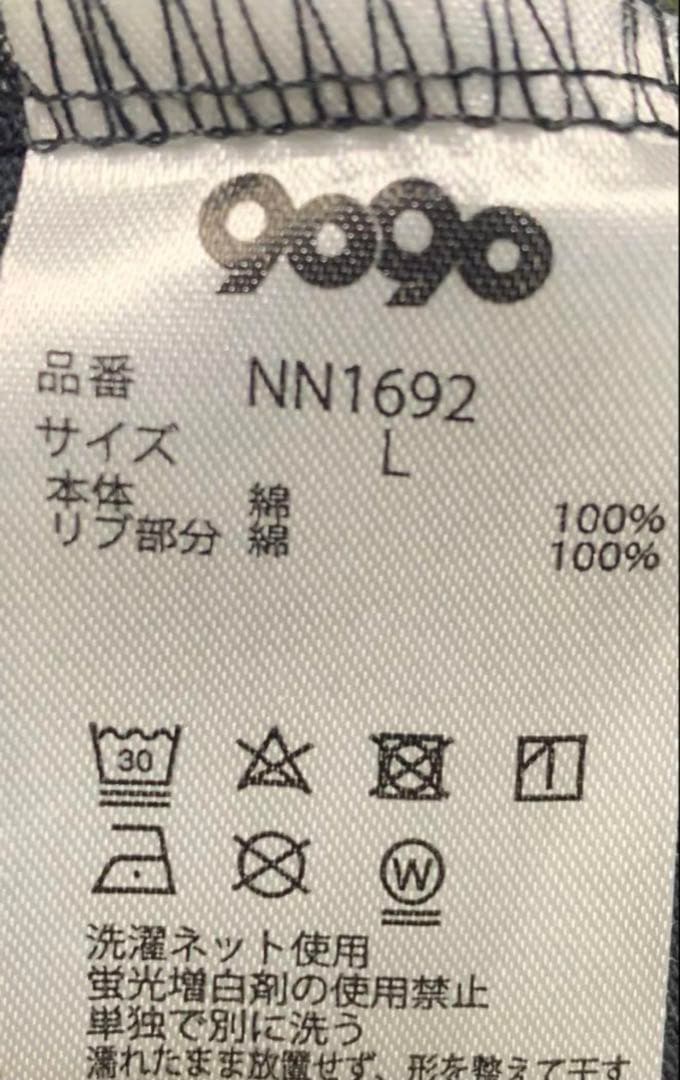 9090
品番 NN1692
サイズ L
本体 綿 100%
リブ部分 綿 100%
30
W
洗濯ネット使用
蛍光増白剤の使用禁止
単独で別に洗う
濡れたまま放置せず、形を整えて干す